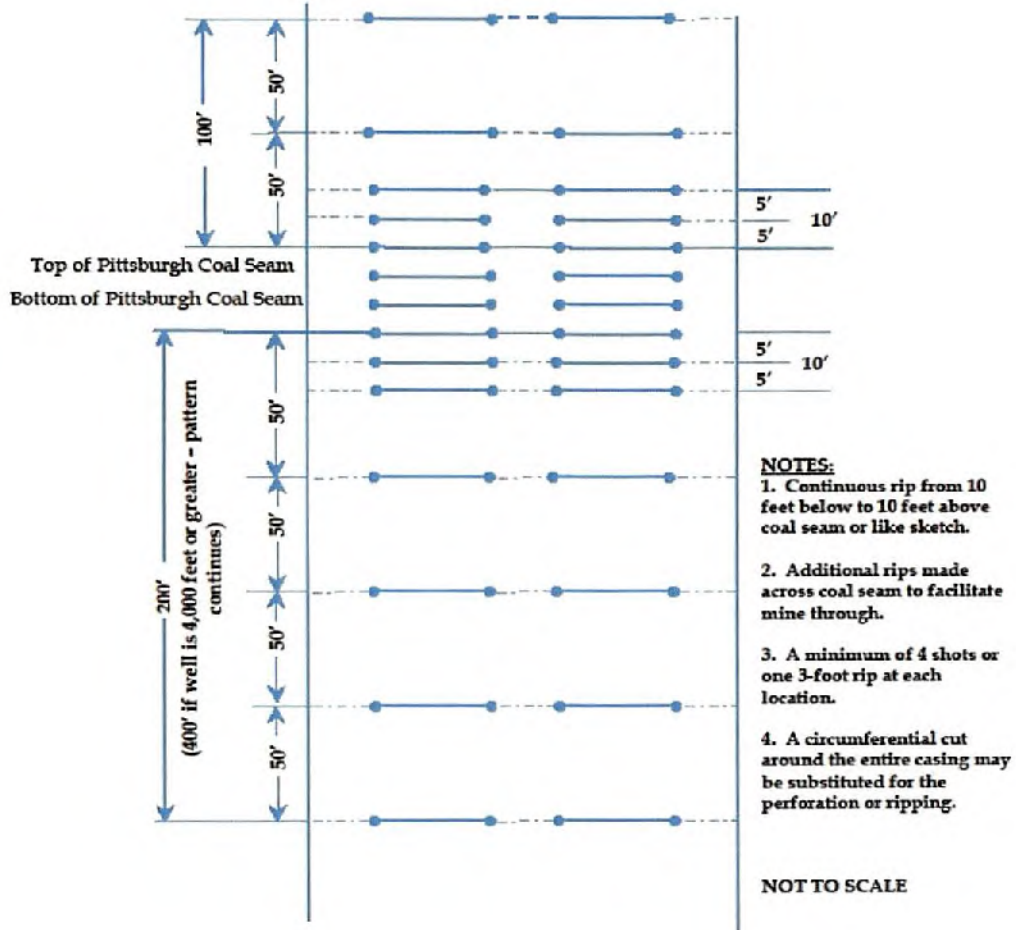 50'
100'
50'
5'
10'
5'
Top of Pittsburgh Coal Seam
Bottom of Pittsburgh Coal Seam
5'
10'
5'
50'
200'
(400' if well is 4,000 feet or greater – pattern
continues)
50'
50'
50'
NOTES:
1. Continuous rip from 10
feet below to 10 feet above
coal seam or like sketch.
2. Additional rips made
across coal seam to facilitate
mine through.
3. A minimum of 4 shots or
one 3-foot rip at each
location.
4. A circumferential cut
around the entire casing may
be substituted for the
perforation or ripping.
NOT TO SCALE